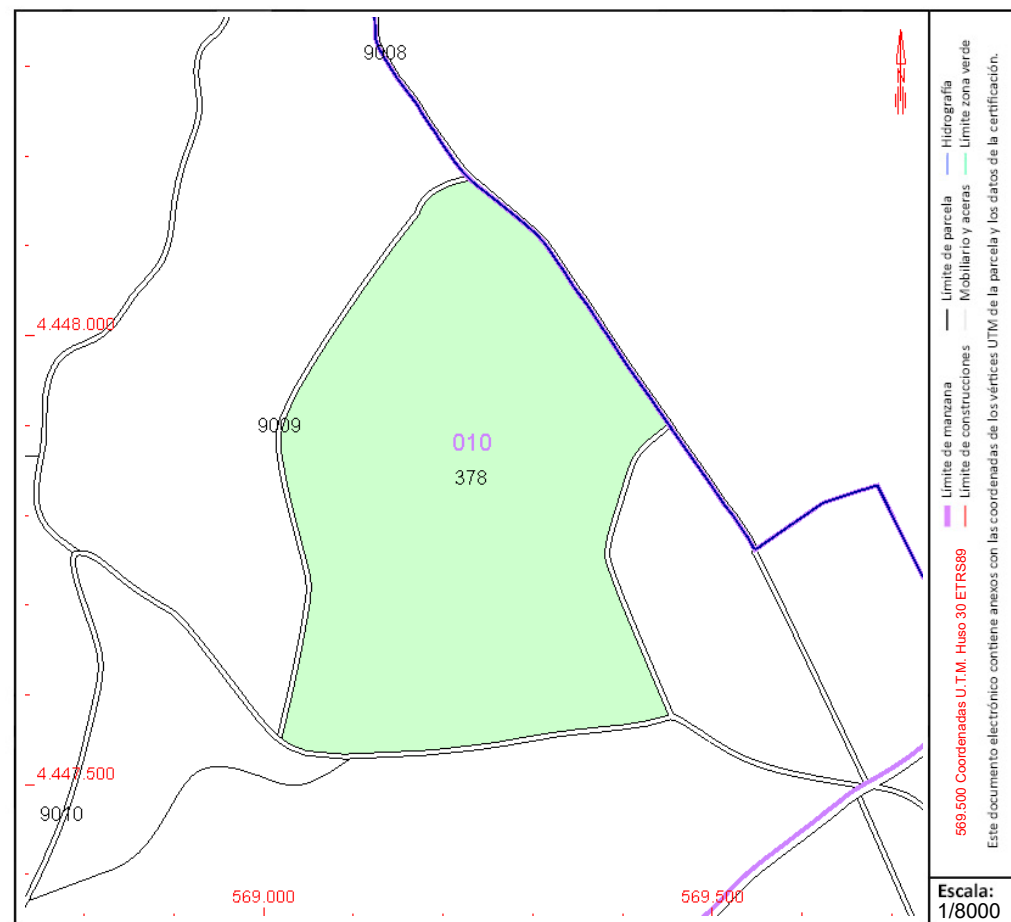 9008
4.448.000
9009
010
378
4.447.500
9010
569.000
569.500
N
Límite de manzana
Límite de parcela
Hidrografía
Límite de construcciones
Mobiliario y aceras
Límite zona verde
569.500 Coordenadas U.T.M. Huso 30 ETRS89
Este documento electrónico contiene anexos con las coordenadas de los vértices UTM de la parcela y los datos de la certificación.
Escala:
1/8000